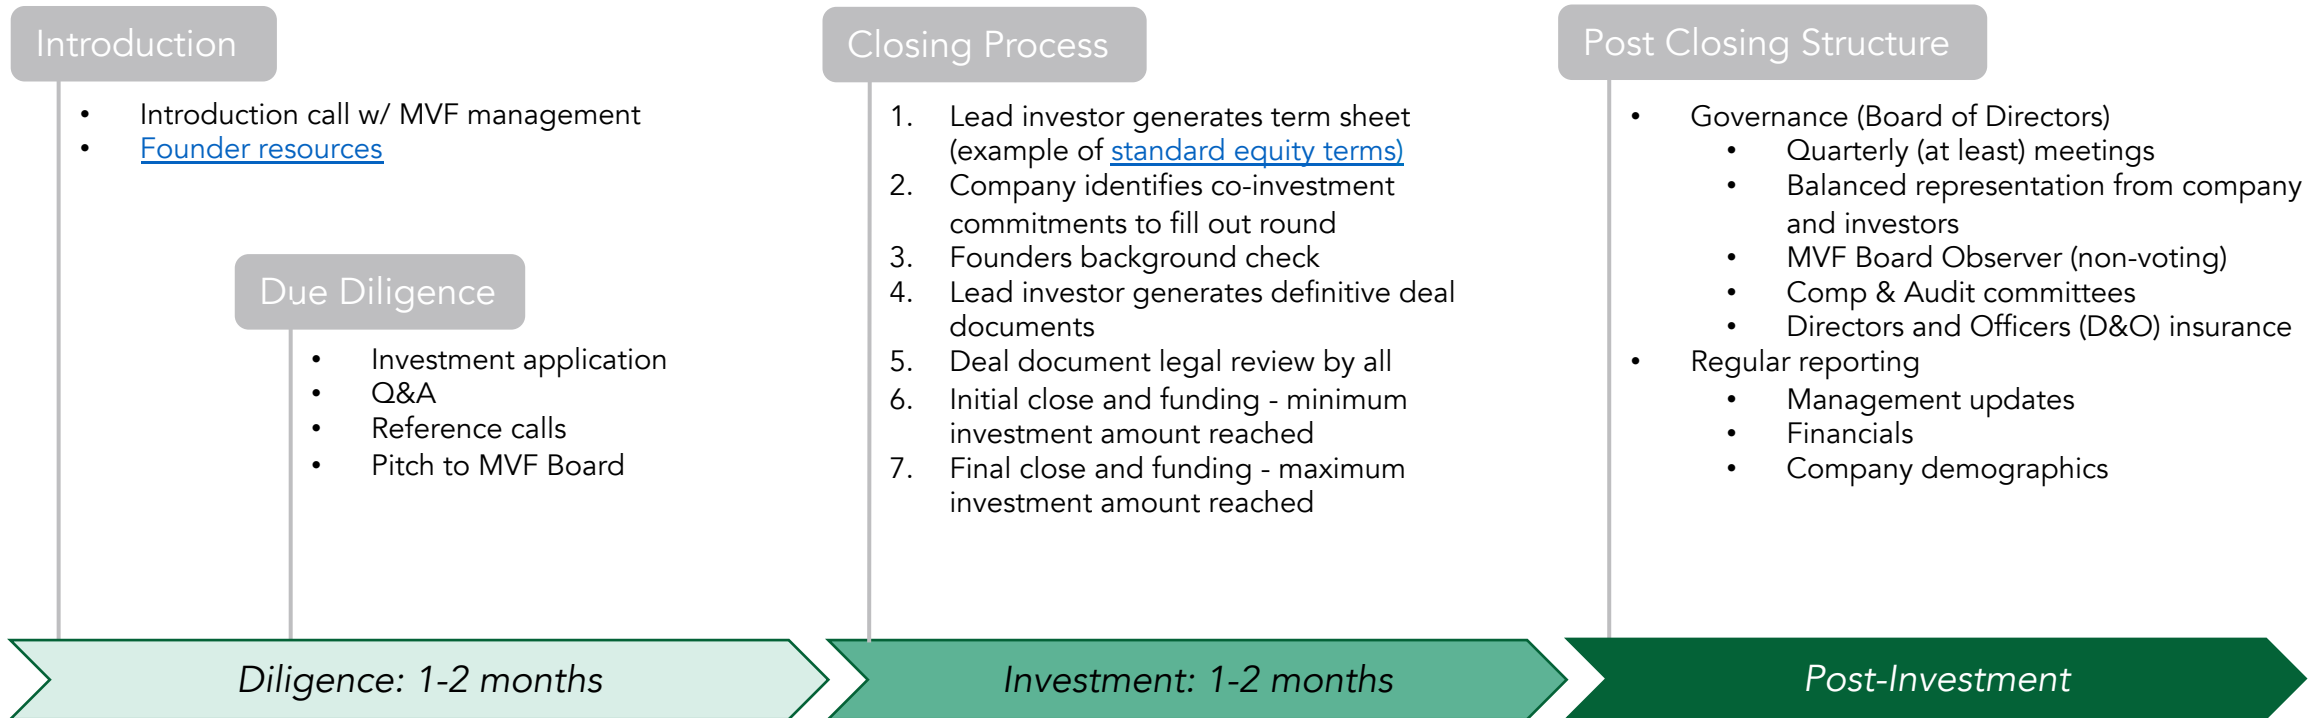 Introduction
• Introduction call w/ MVF management
• Founder resources
Due Diligence
• Investment application
• Q&A
• Reference calls
• Pitch to MVF Board
Closing Process
1. Lead investor generates term sheet
(example of standard equity terms)
2. Company identifies co-investment
commitments to fill out round
3. Founders background check
4. Lead investor generates definitive deal
documents
5. Deal document legal review by all
6. Initial close and funding - minimum
investment amount reached
7. Final close and funding - maximum
investment amount reached
Post Closing Structure
• Governance (Board of Directors)
• Quarterly (at least) meetings
• Balanced representation from company
and investors
• MVF Board Observer (non-voting)
• Comp & Audit committees
• Directors and Officers (D&O) insurance
• Regular reporting
• Management updates
• Financials
• Company demographics
Diligence: 1-2 months
Investment: 1-2 months
Post-Investment